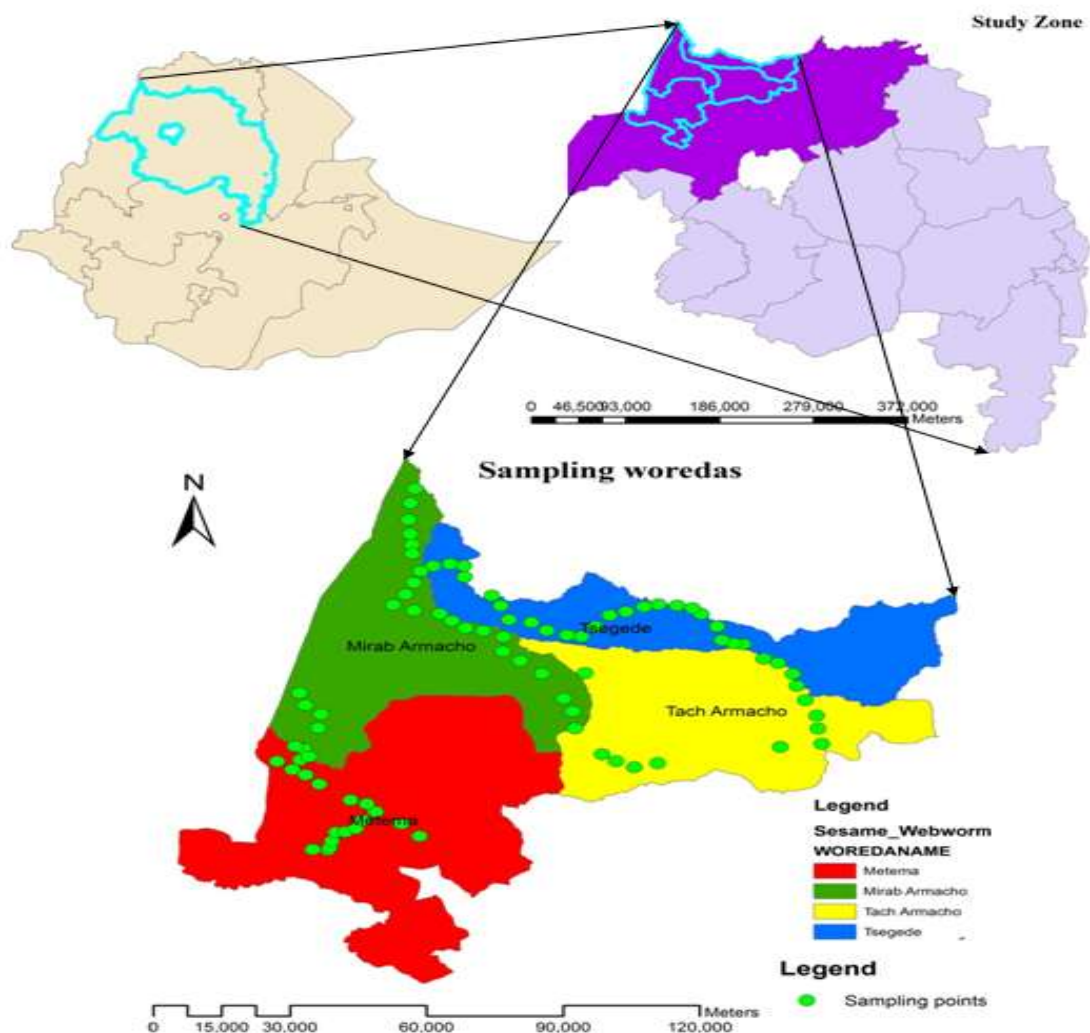 Study Zone
0 46,50093,000 186,000 279,000 372,000
Meters
Sampling woredas
N
Tsegede
Mirab Armacho
Tach Armacho
Metema
Legend
Sesame_Webworm
WOREDANAME
Metema
Mirab Armacho
Tach Armacho
Tsegede
Legend
Sampling points
Meters
0 15,000 30,000 60,000 90,000 120,000